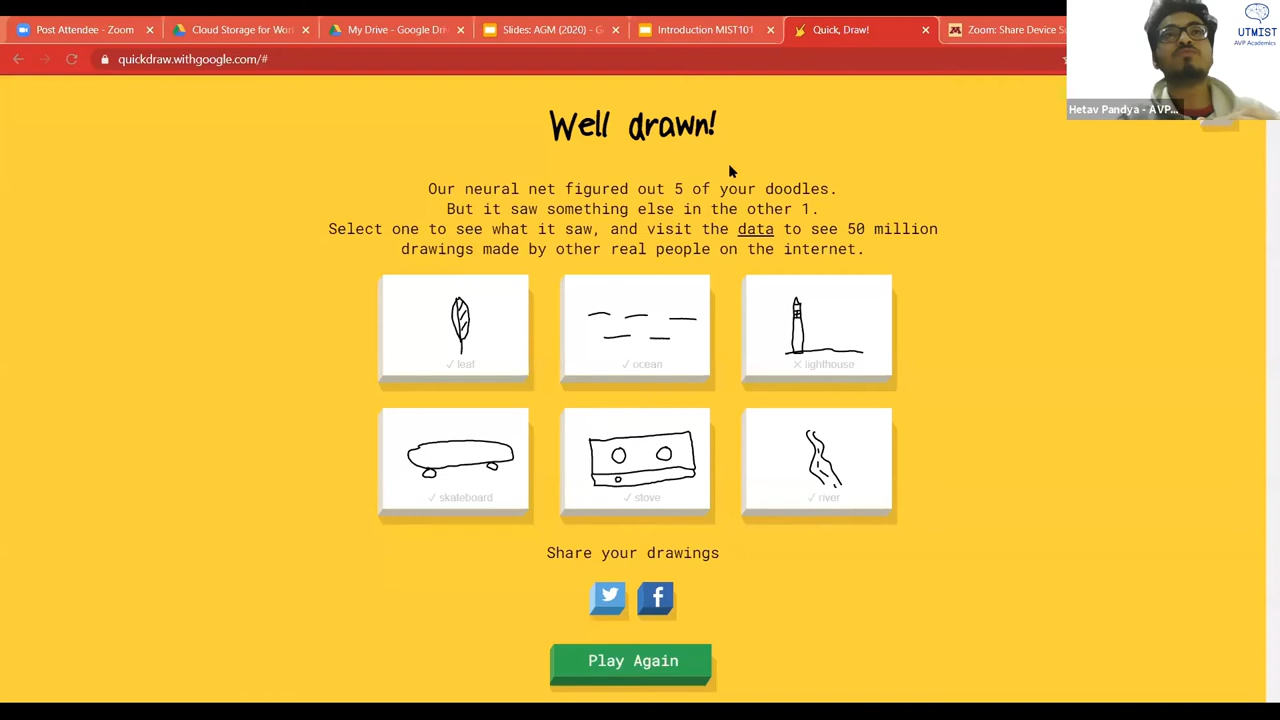 Post Attendee - Zoom
Cloud Storage for Wor
My Drive - Google Driv
Slides: AGM (2020) - G
Introduction MIST101
Quick, Draw!
Zoom: Share Device S
quickdraw.withgoogle.com/#
UTMIST
AVP Academics
Hetav Pandya - AVP...
Well drawn!
Our neural net figured out 5 of your doodles.
But it saw something else in the other 1.
Select one to see what it saw, and visit the data to see 50 million
drawings made by other real people on the internet.
✓ leaf
✓ ocean
✕ lighthouse
✓ skateboard
✓ stove
✓ river
Share your drawings
Play Again